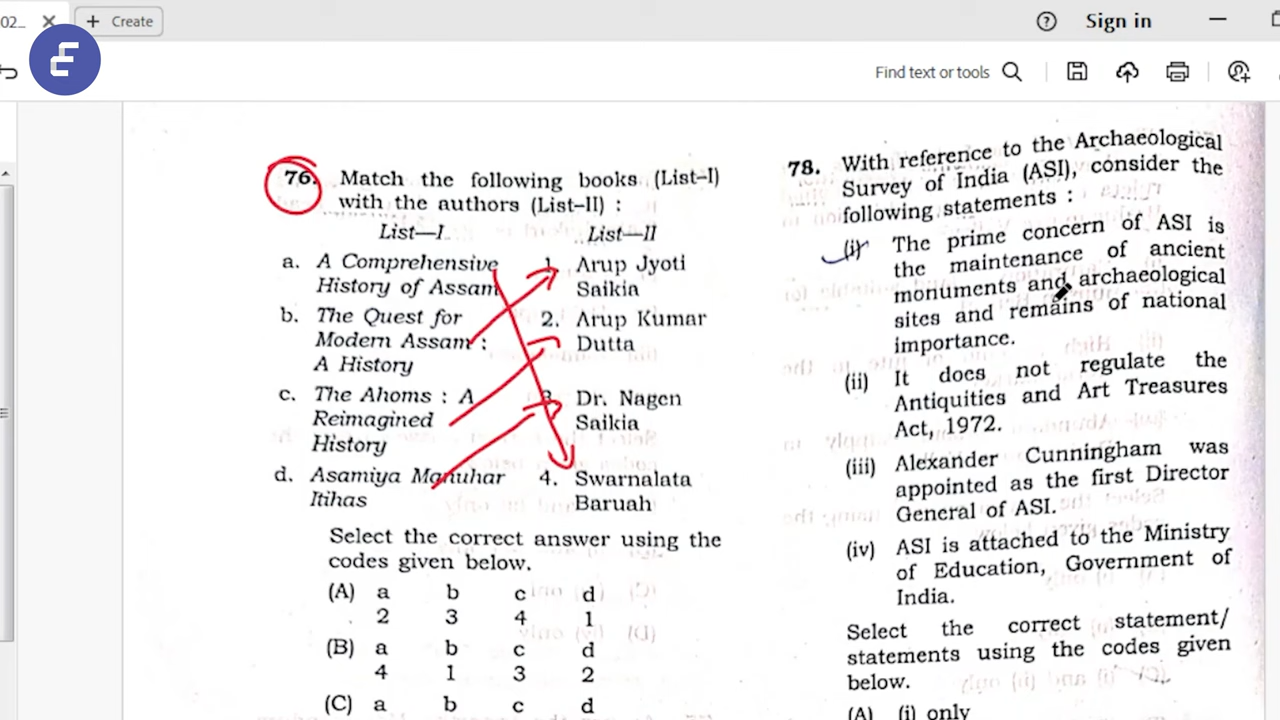 02_
Create
Sign in
Find text or tools
76. Match the following books (List–I)
with the authors (List–II) :
List—I
List—II
a. A Comprehensive
History of Assam
1. Arup Jyoti
Saikia
b. The Quest for
Modern Assam :
A History
2. Arup Kumar
Dutta
c. The Ahoms : A
Reimagined
History
3. Dr. Nagen
Saikia
d. Asamiya Manuhar
Itihas
4. Swarnalata
Baruah
Select the correct answer using the
codes given below.
(A) a b c d
2 3 4 1
(B) a b c d
4 1 3 2
(C) a b c d
78. With reference to the Archaeological
Survey of India (ASI), consider the
following statements :
(i) The prime concern of ASI is
the maintenance of ancient
monuments and archaeological
sites and remains of national
importance.
(ii) It does not regulate the
Antiquities and Art Treasures
Act, 1972.
(iii) Alexander Cunningham was
appointed as the first Director
General of ASI.
(iv) ASI is attached to the Ministry
of Education, Government of
India.
Select the correct statement/
statements using the codes given
below.
(A) (i) only